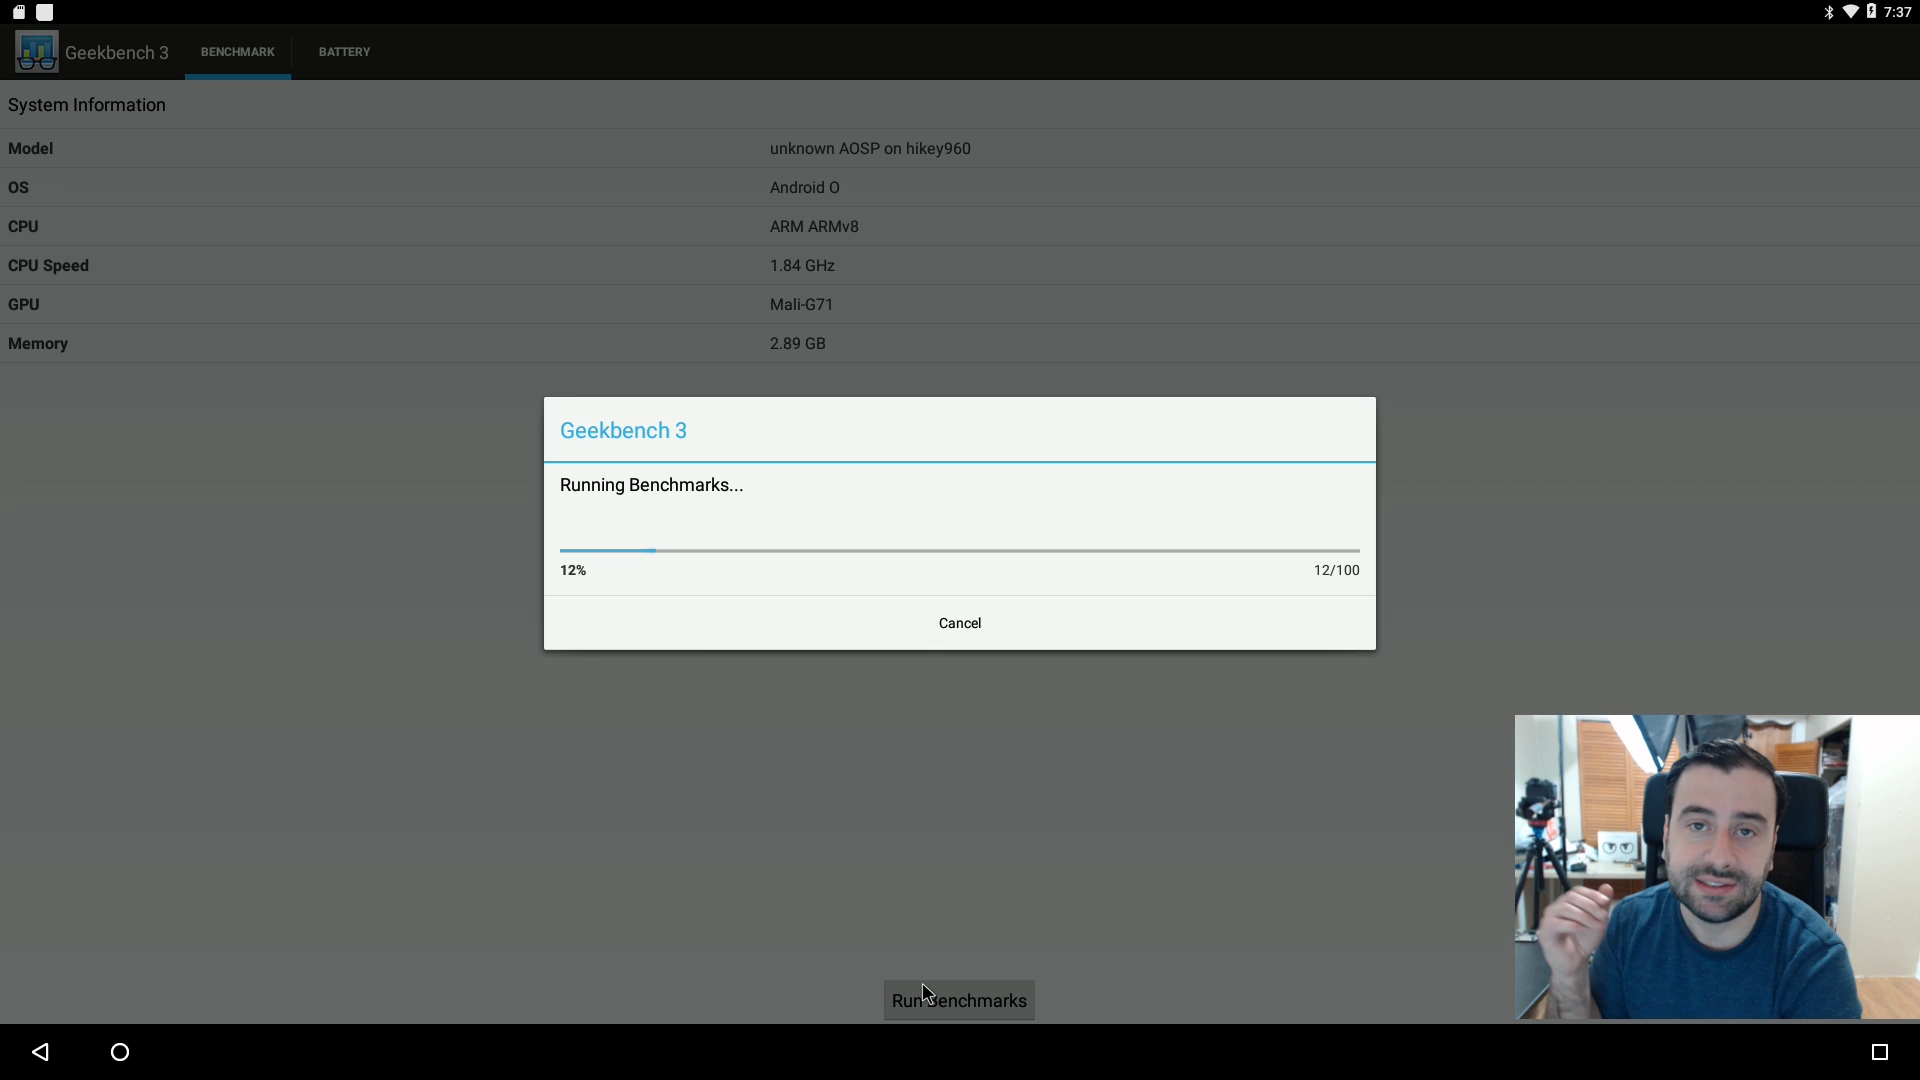 7:37
Geekbench 3
BENCHMARK
BATTERY
System Information
Model unknown AOSP on hikey960
OS Android O
CPU ARM ARMv8
CPU Speed 1.84 GHz
GPU Mali-G71
Memory 2.89 GB
Geekbench 3
Running Benchmarks...
12% 12/100
Cancel
Run Benchmarks